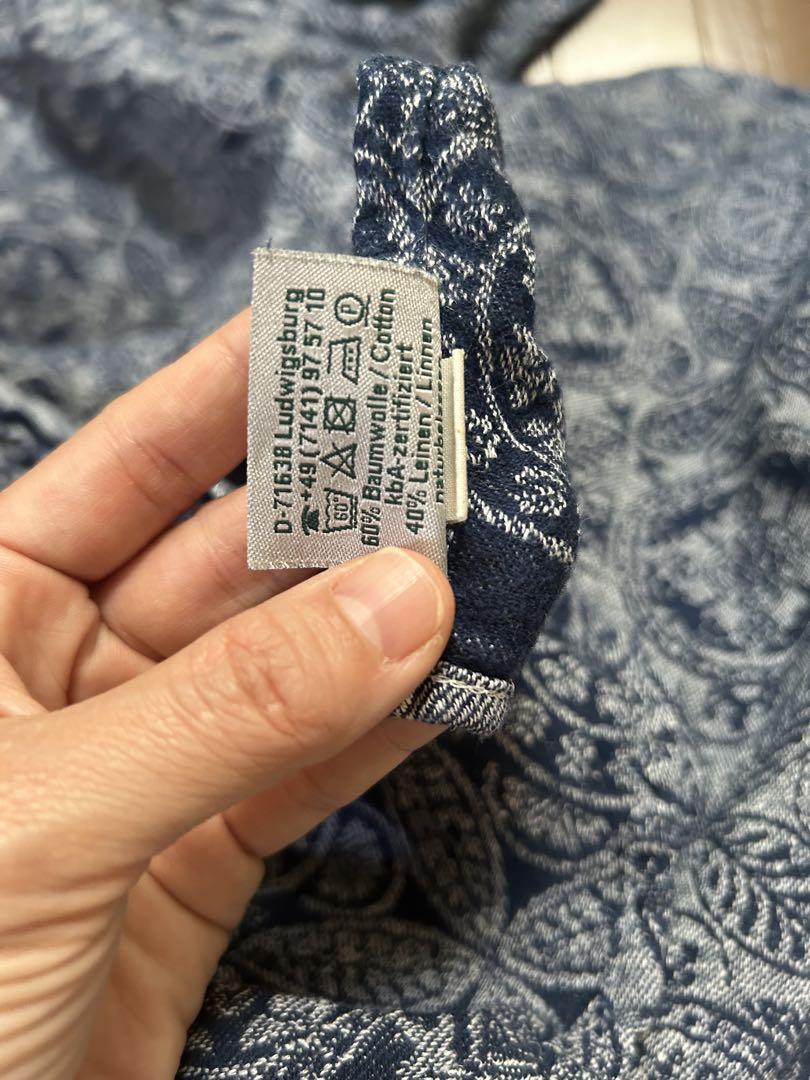 D-71638 Ludwigsburg
☎+49 (7141) 97 57 10
60
60% Baumwolle / Cotton
kbA-zertifiziert
40% Leinen / Linnen